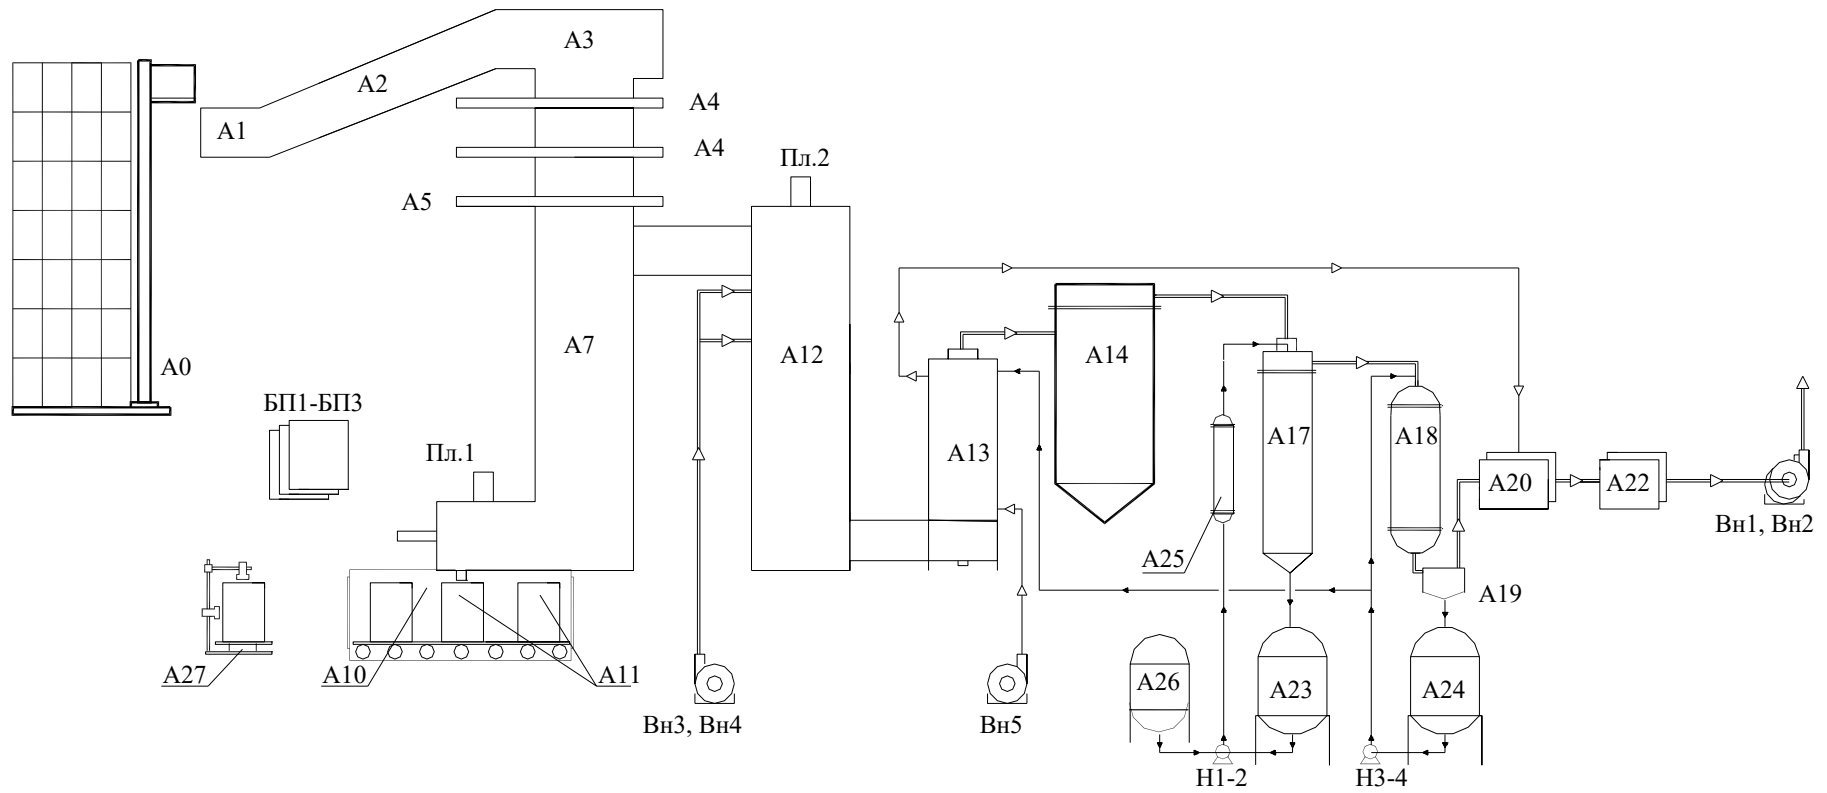 А3
А2
А4
А1
А4
Пл.2
А5
А7
А12
А14
А0
БП1-БП3
Пл.1
А13
А17
А18
А20
А22
Вн1, Вн2
А25
А19
А27
А10
А11
А26
А23
А24
Вн3, Вн4
Вн5
Н1-2
Н3-4